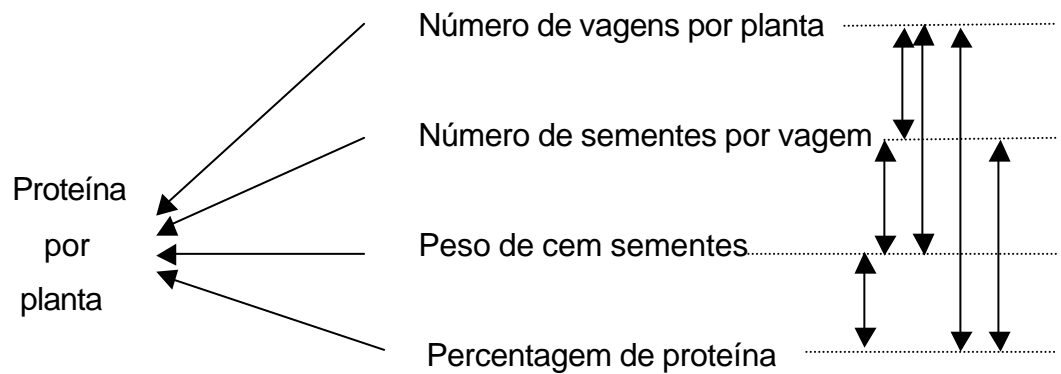 Número de vagens por planta
Número de sementes por vagem
Proteína
por
planta
Peso de cem sementes
Percentagem de proteína